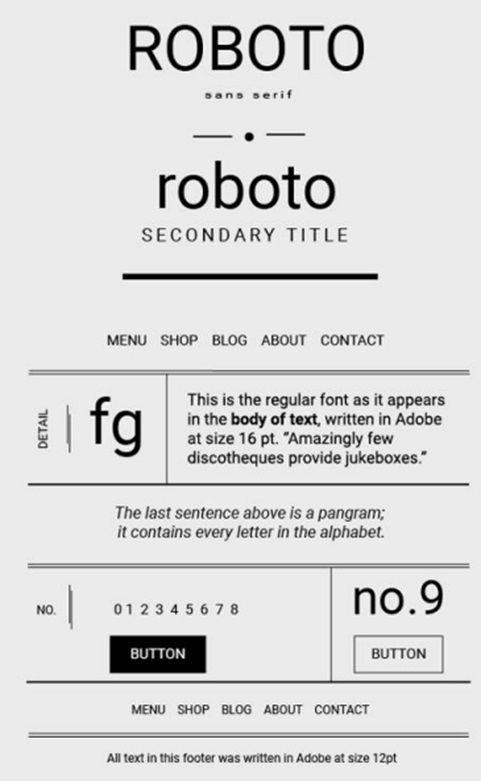 ROBOTO
sans serif
roboto
SECONDARY TITLE
MENU SHOP BLOG ABOUT CONTACT
DETAIL
fg
This is the regular font as it appears
in the body of text, written in Adobe
at size 16 pt. “Amazingly few
discotheques provide jukeboxes.”
The last sentence above is a pangram;
it contains every letter in the alphabet.
NO.
0 1 2 3 4 5 6 7 8
BUTTON
no.9
BUTTON
MENU SHOP BLOG ABOUT CONTACT
All text in this footer was written in Adobe at size 12pt